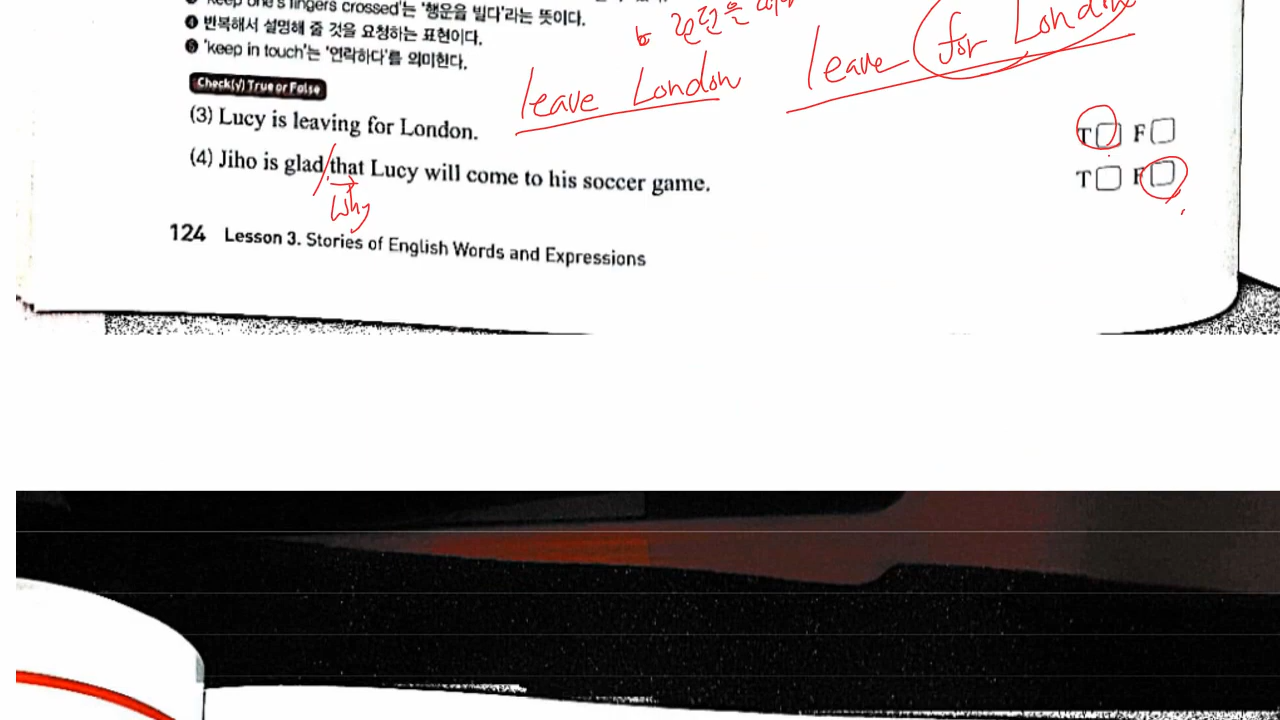 'keep one's fingers crossed'는 '행운을 빌다'라는 뜻이다.
❹ 반복해서 설명해 줄 것을 요청하는 표현이다.
❺ 'keep in touch'는 '연락하다'를 의미한다.
런던을
leave London
leave for London
Check(√) True or False
(3) Lucy is leaving for London. T□ F□
(4) Jiho is glad that Lucy will come to his soccer game. T□ F□
Why
124 Lesson 3. Stories of English Words and Expressions